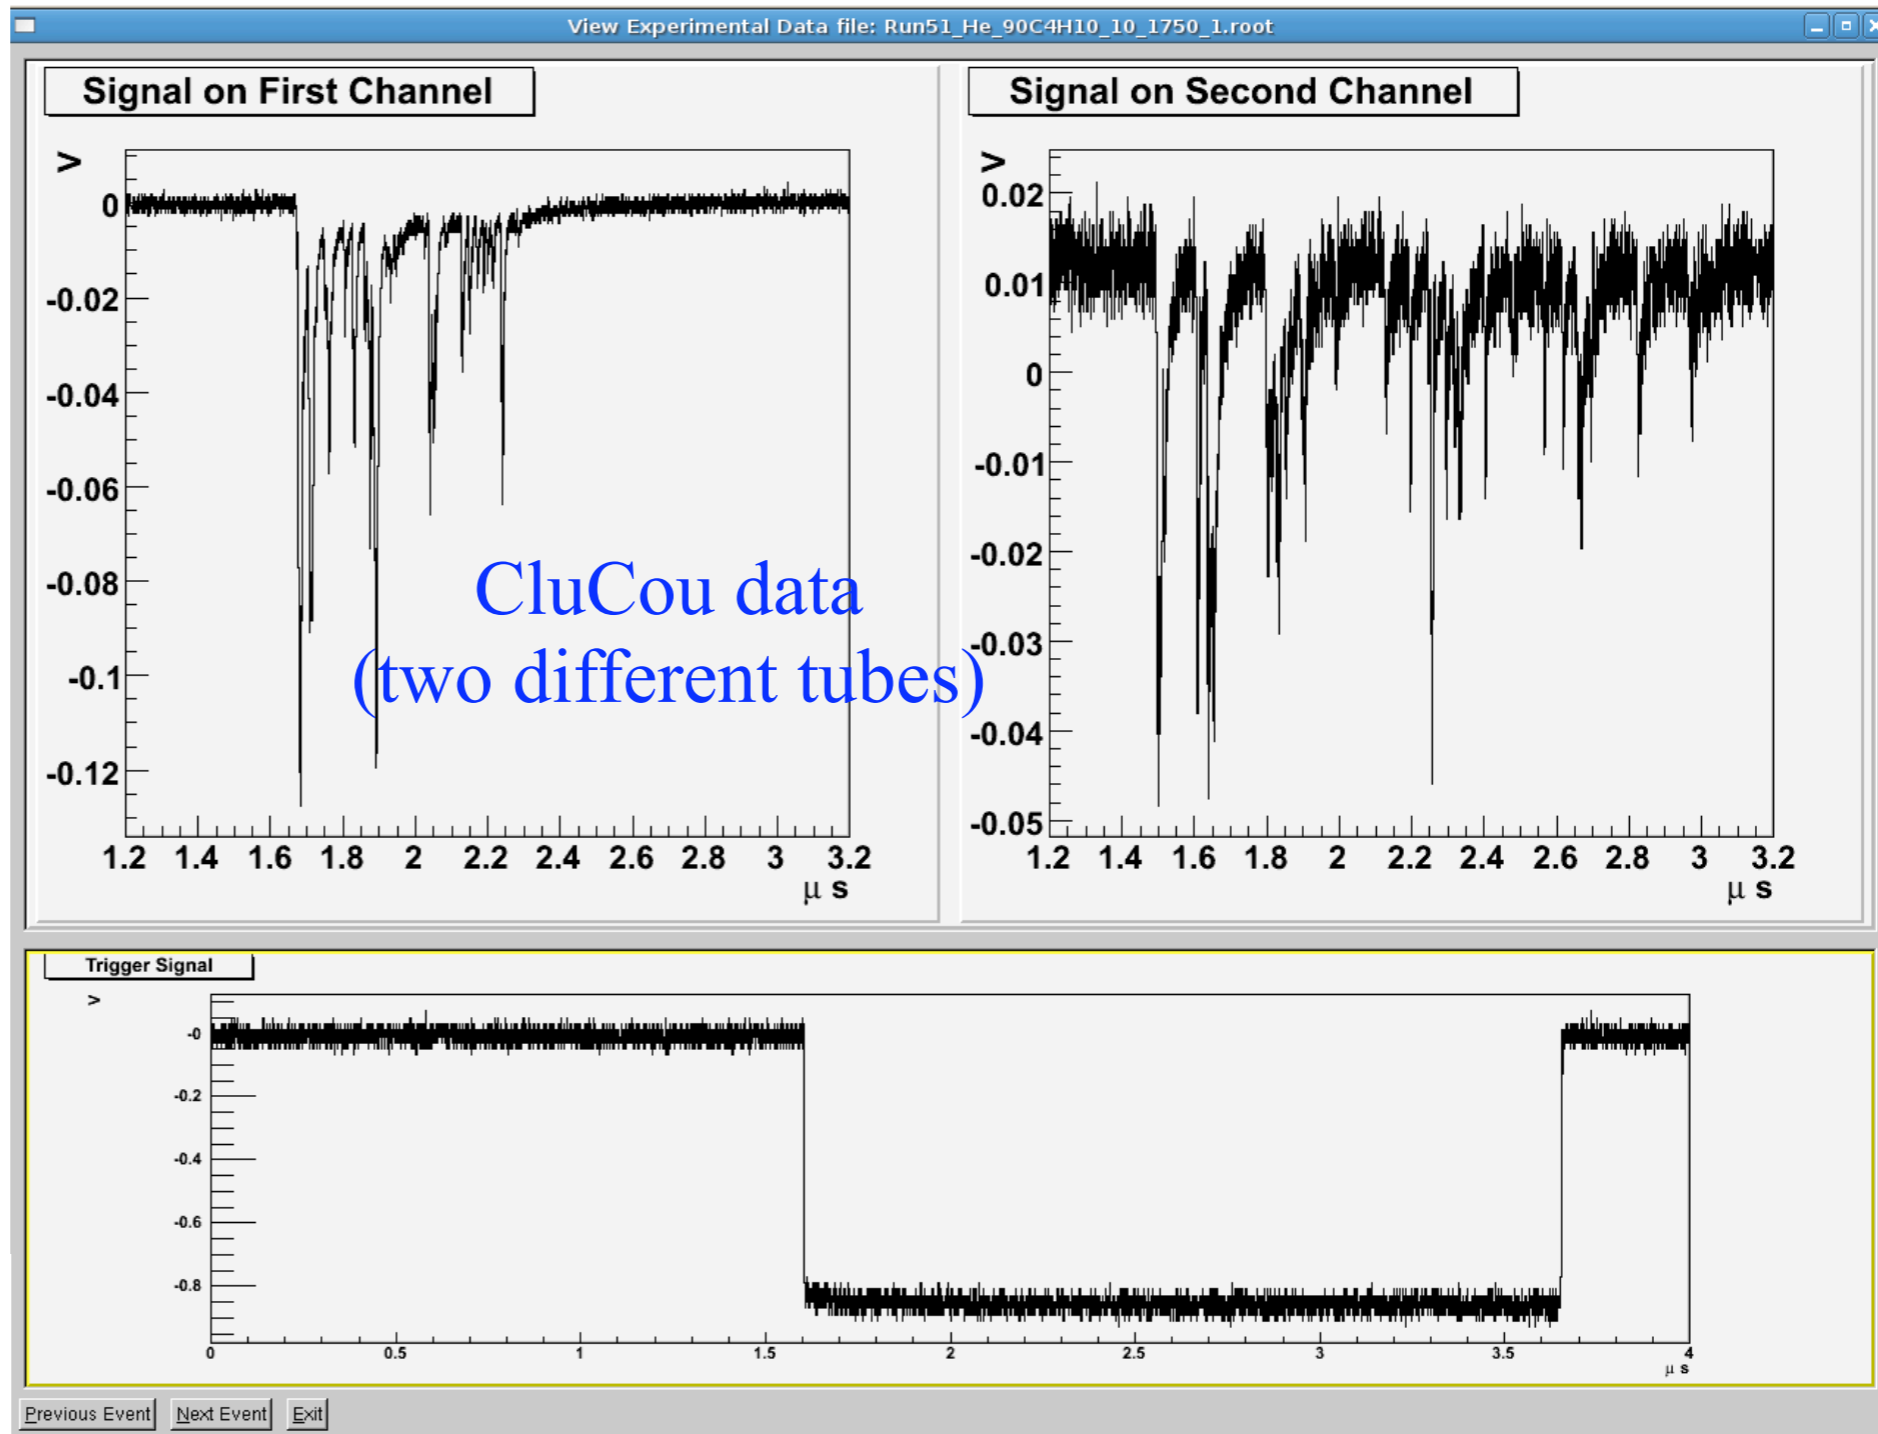 View Experimental Data file: Run51_He_90C4H10_10_1750_1.root
Signal on First Channel
V
0
-0.02
-0.04
-0.06
-0.08
-0.1
-0.12
1.2 1.4 1.6 1.8 2 2.2 2.4 2.6 2.8 3 3.2
μ s
Signal on Second Channel
V
0.02
0.01
0
-0.01
-0.02
-0.03
-0.04
-0.05
1.2 1.4 1.6 1.8 2 2.2 2.4 2.6 2.8 3 3.2
μ s
CluCou data
(two different tubes)
Trigger Signal
V
-0
-0.2
-0.4
-0.6
-0.8
0 0.5 1 1.5 2 2.5 3 3.5 4
μ s
Previous Event Next Event Exit